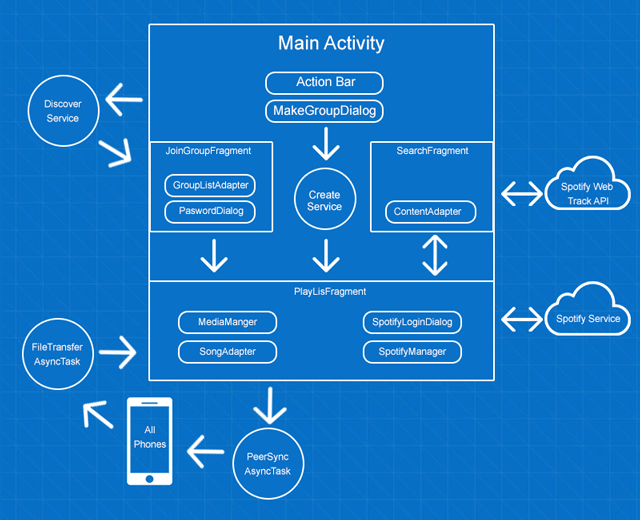 Main Activity
Action Bar
MakeGroupDialog
Discover
Service
JoinGroupFragment
GroupListAdapter
PaswordDialog
Create
Service
SearchFragment
ContentAdapter
Spotify Web
Track API
PlayLisFragment
MediaManger
SongAdapter
SpotifyLoginDialog
SpotifyManager
Spotify Service
FileTransfer
AsyncTask
All
Phones
PeerSync
AsyncTask